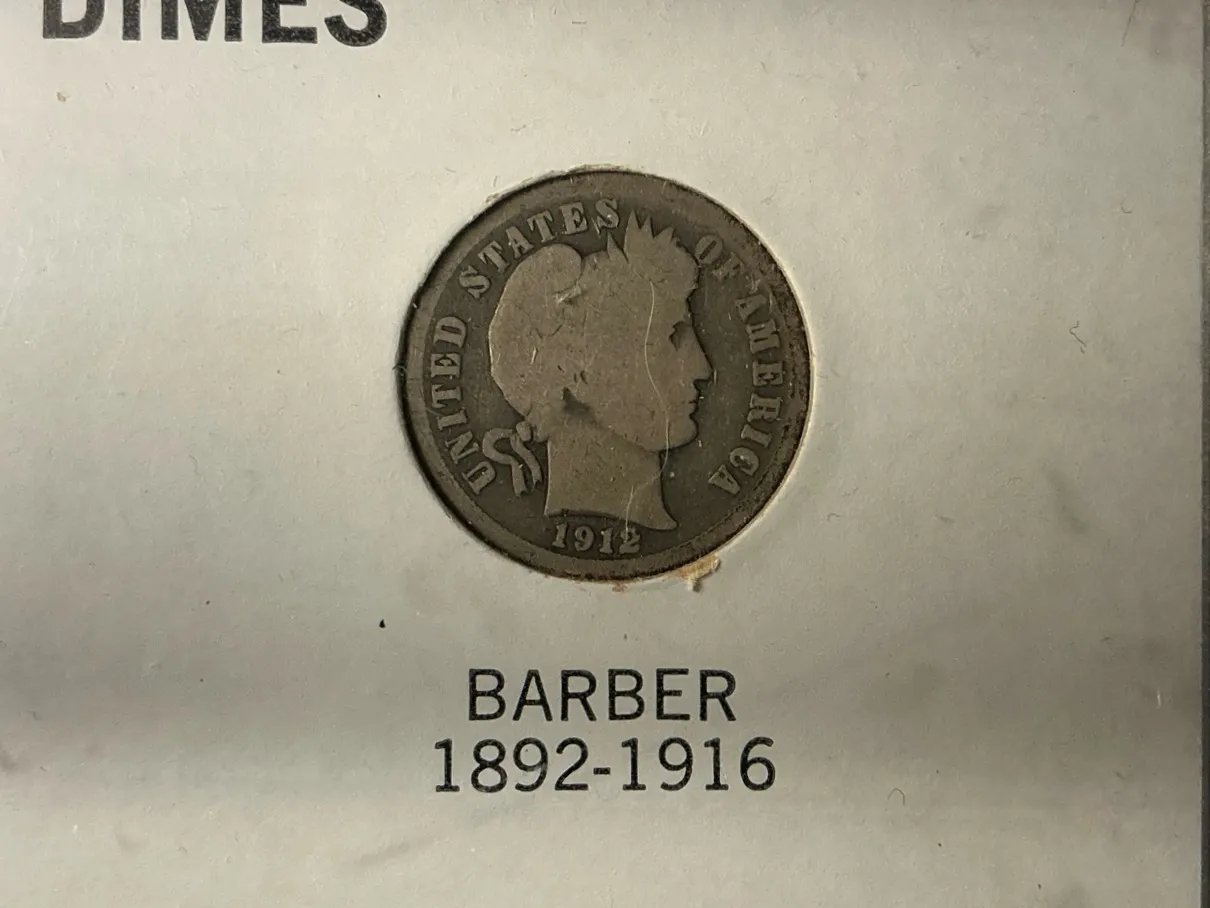 DIMES
UNITED STATES OF AMERICA
1912
BARBER
1892-1916